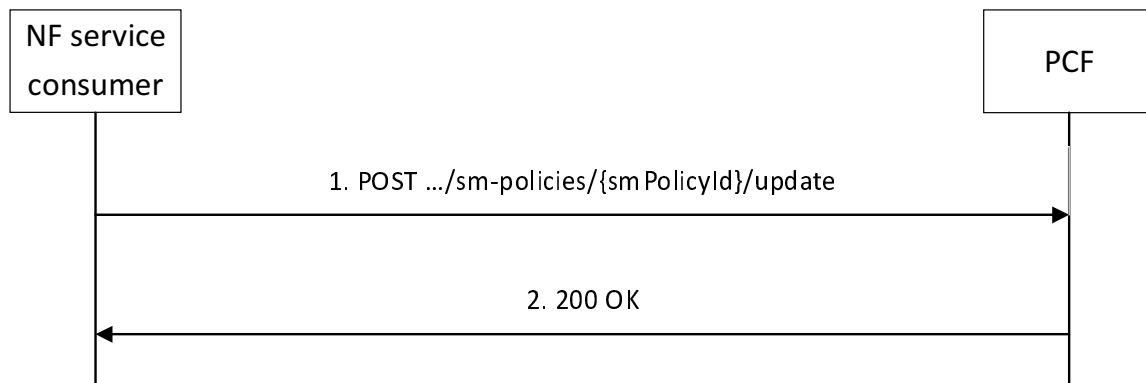 NF service
consumer
PCF
1. POST .../sm-policies/{smPolicyId}/update
2. 200 OK